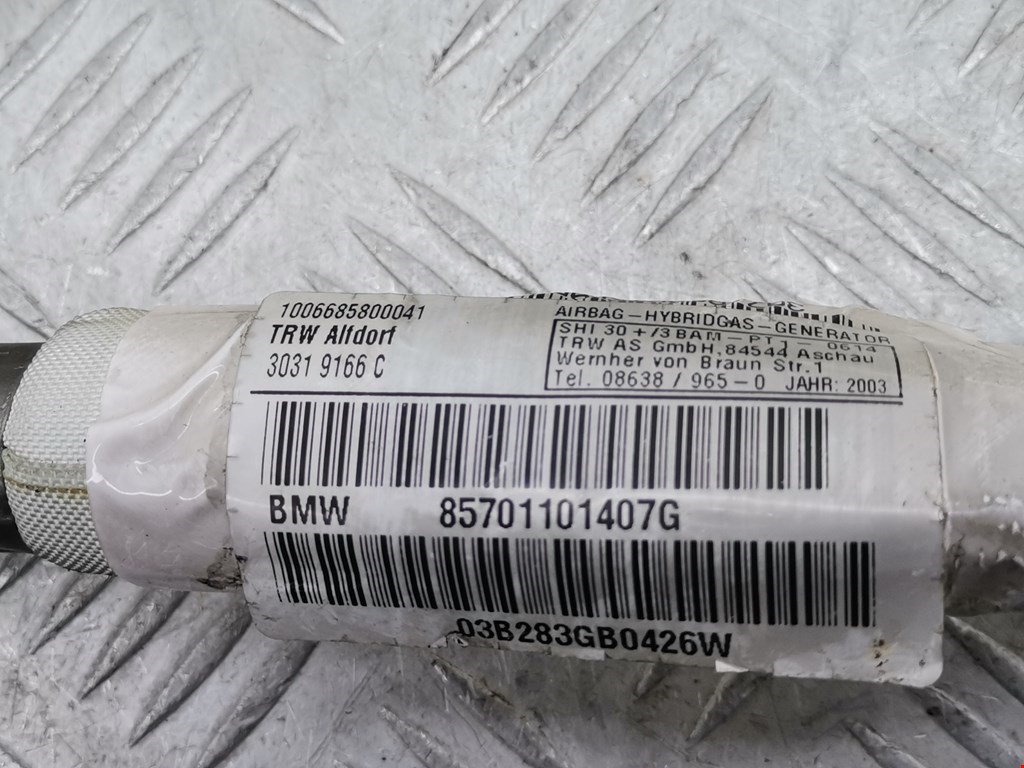 1006685800041
TRW Alfdorf
3031 9166 C
AIRBAG-HYBRIDGAS-GENERATOR
SHI 30 +/3 BAM-PT1-0614
TRW AS GmbH, 84544 Aschau
Wernher von Braun Str.1
Tel. 08638 / 965-0 JAHR: 2003
BMW 85701101407G
03B283GB0426W